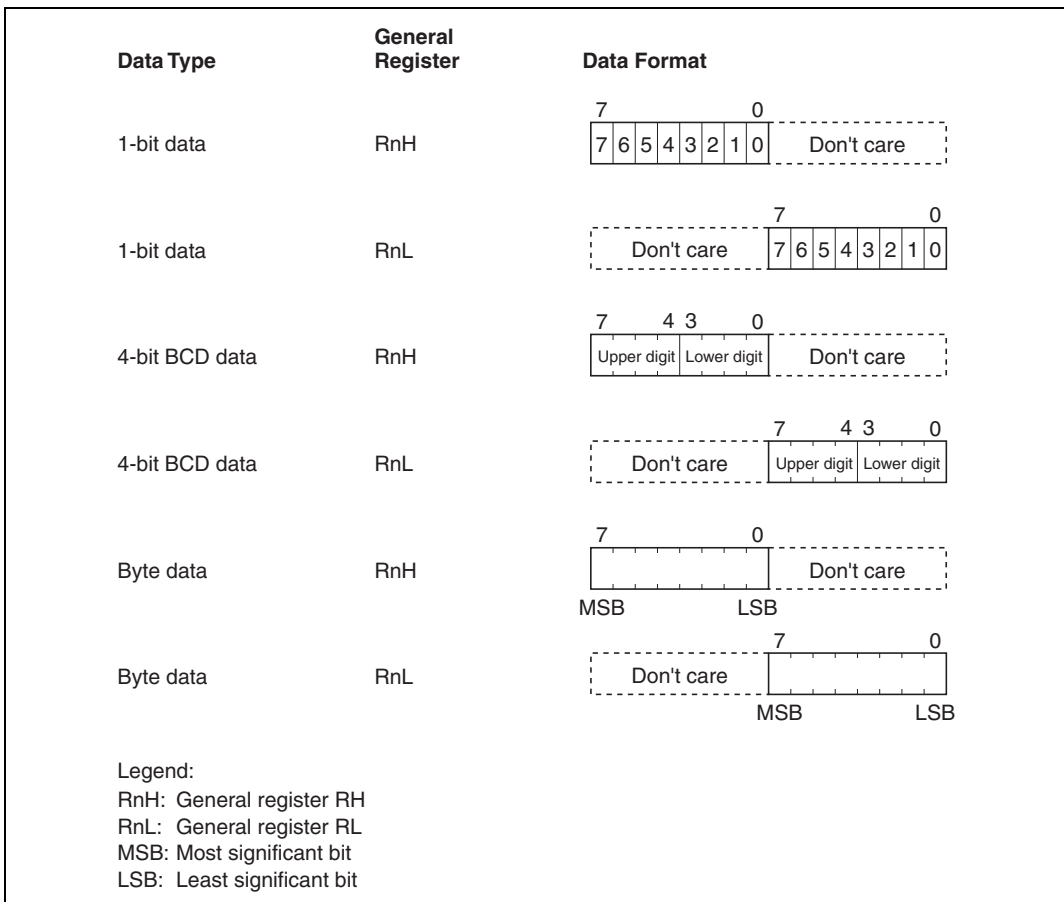 Data Type General Register Data Format
7 0
1-bit data RnH 7 6 5 4 3 2 1 0 Don't care
7 0
1-bit data RnL Don't care 7 6 5 4 3 2 1 0
7 4 3 0
4-bit BCD data RnH Upper digit Lower digit Don't care
7 4 3 0
4-bit BCD data RnL Don't care Upper digit Lower digit
7 0
Byte data RnH Don't care
MSB LSB
7 0
Byte data RnL Don't care
MSB LSB
Legend:
RnH: General register RH
RnL: General register RL
MSB: Most significant bit
LSB: Least significant bit